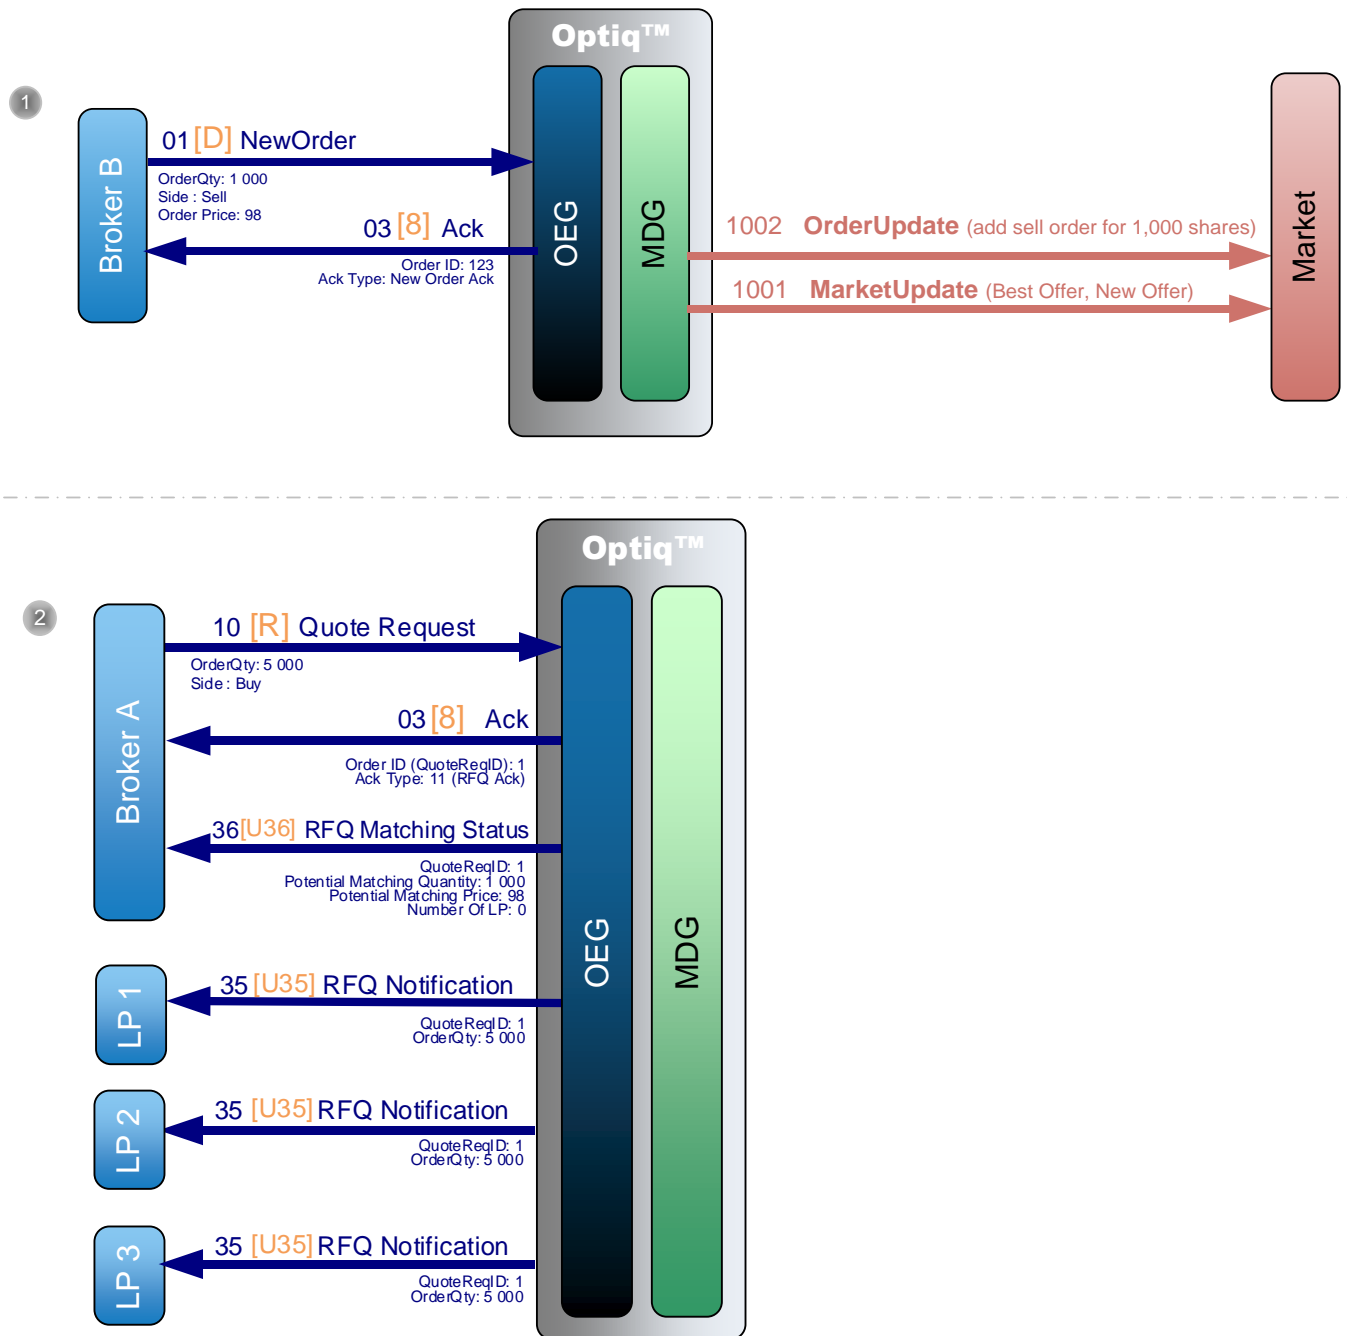 Optiq™
1
Broker B
01 [D] NewOrder
OrderQty: 1 000
Side : Sell
Order Price: 98
03 [8] Ack
Order ID: 123
Ack Type: New Order Ack
OEG
MDG
1002 OrderUpdate (add sell order for 1,000 shares)
1001 MarketUpdate (Best Offer, New Offer)
Market
Optiq™
2
Broker A
10 [R] Quote Request
OrderQty: 5 000
Side : Buy
03 [8] Ack
Order ID (QuoteReqID): 1
Ack Type: 11 (RFQ Ack)
36 [U36] RFQ Matching Status
QuoteReqID: 1
Potential Matching Quantity: 1 000
Potential Matching Price: 98
Number Of LP: 0
OEG
MDG
LP 1
35 [U35] RFQ Notification
QuoteReqID: 1
OrderQty: 5 000
LP 2
35 [U35] RFQ Notification
QuoteReqID: 1
OrderQty: 5 000
LP 3
35 [U35] RFQ Notification
QuoteReqID: 1
OrderQty: 5 000